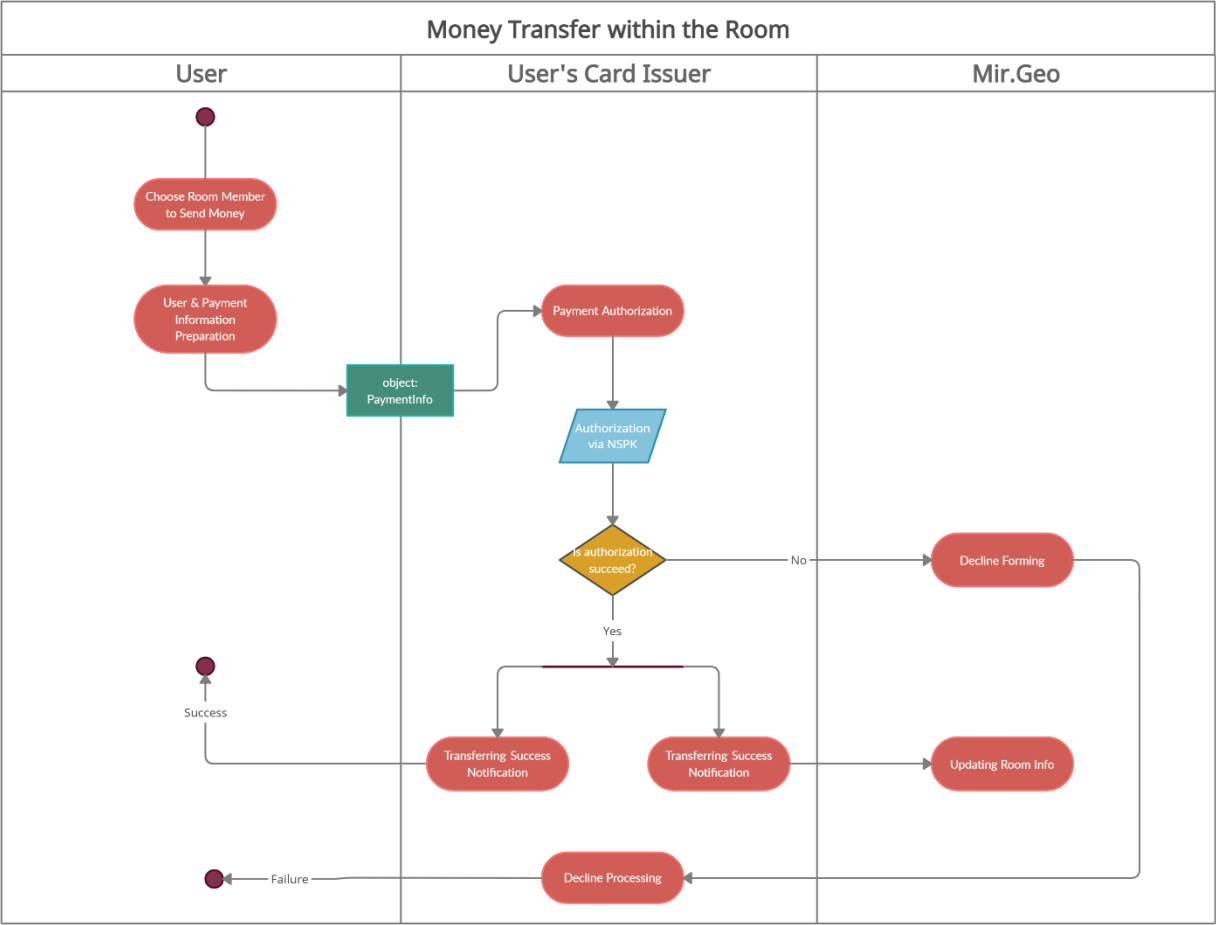 Money Transfer within the Room
User
User's Card Issuer
Mir.Geo
Choose Room Member
to Send Money
User & Payment
Information
Preparation
Payment Authorization
object:
PaymentInfo
Authorization
via NSPK
Is authorization
succeed?
No
Decline Forming
Yes
Success
Transferring Success
Notification
Transferring Success
Notification
Updating Room Info
Failure
Decline Processing